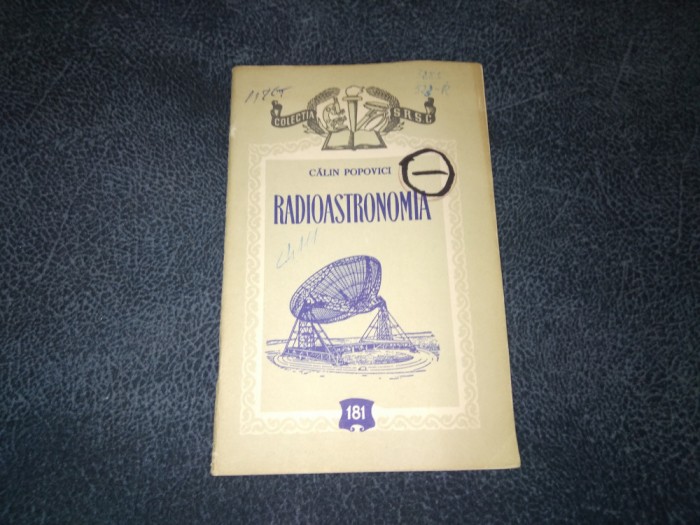 COLECȚIA S.R.S.C.
CĂLIN POPOVICI
RADIOASTRONOMIA
181